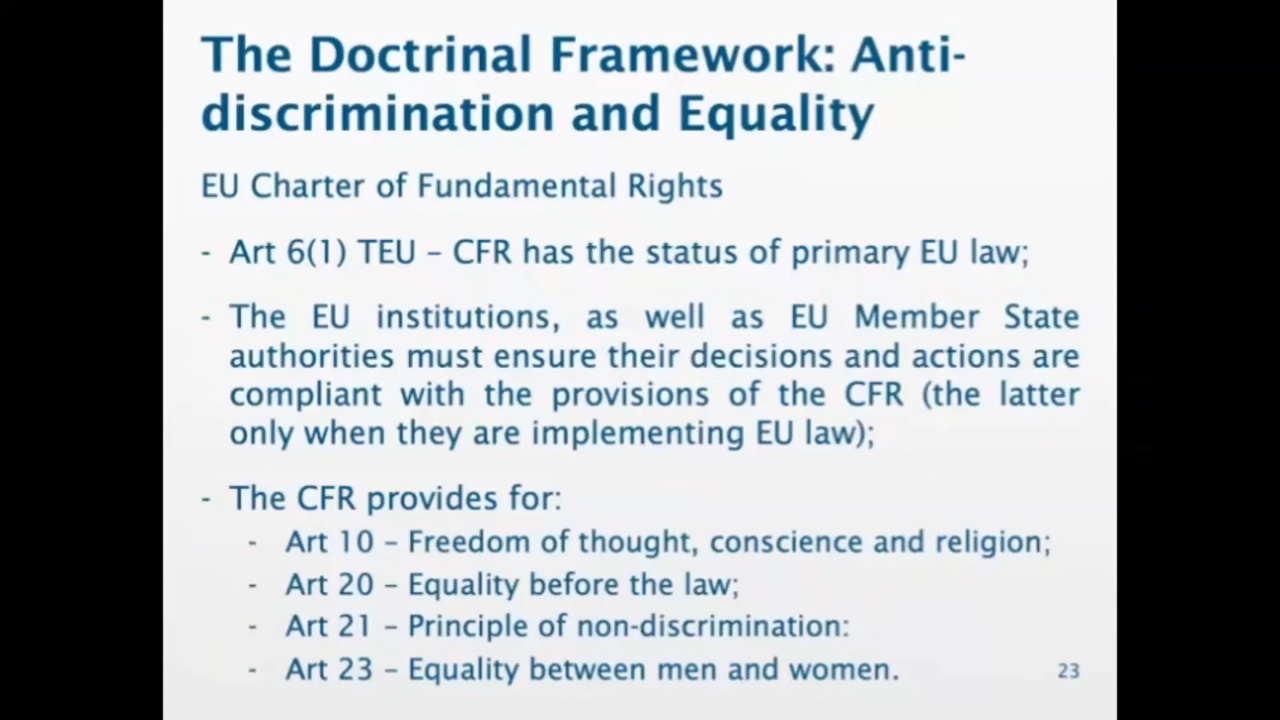 The Doctrinal Framework: Anti-
discrimination and Equality
EU Charter of Fundamental Rights
- Art 6(1) TEU – CFR has the status of primary EU law;
- The EU institutions, as well as EU Member State
authorities must ensure their decisions and actions are
compliant with the provisions of the CFR (the latter
only when they are implementing EU law);
- The CFR provides for:
- Art 10 – Freedom of thought, conscience and religion;
- Art 20 – Equality before the law;
- Art 21 – Principle of non-discrimination:
- Art 23 – Equality between men and women.
23